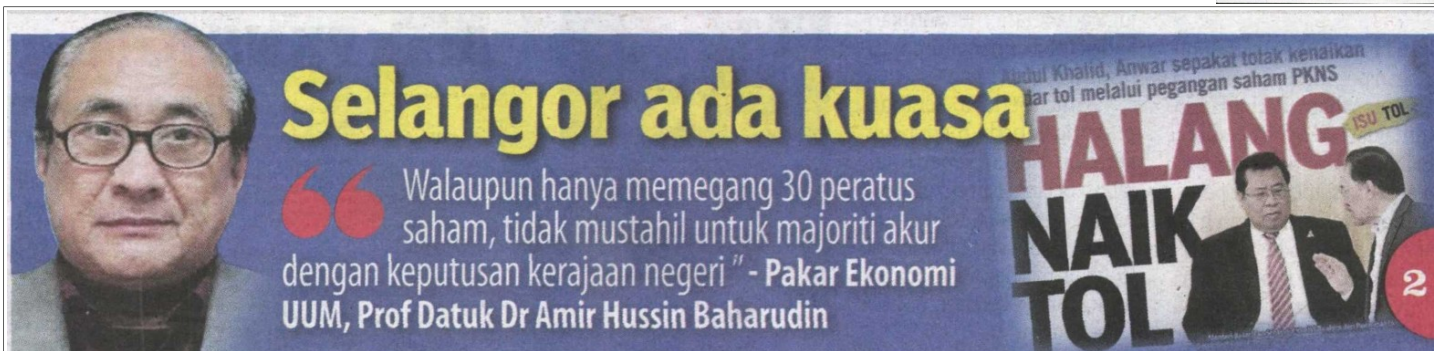 Selangor ada kuasa
“ Walaupun hanya memegang 30 peratus
saham, tidak mustahil untuk majoriti akur
dengan keputusan kerajaan negeri ” - Pakar Ekonomi
UUM, Prof Datuk Dr Amir Hussin Baharudin
Abdul Khalid, Anwar sepakat tolak kenaikan
kadar tol melalui pegangan saham PKNS
HALANG
NAIK
TOL
ISU TOL
2